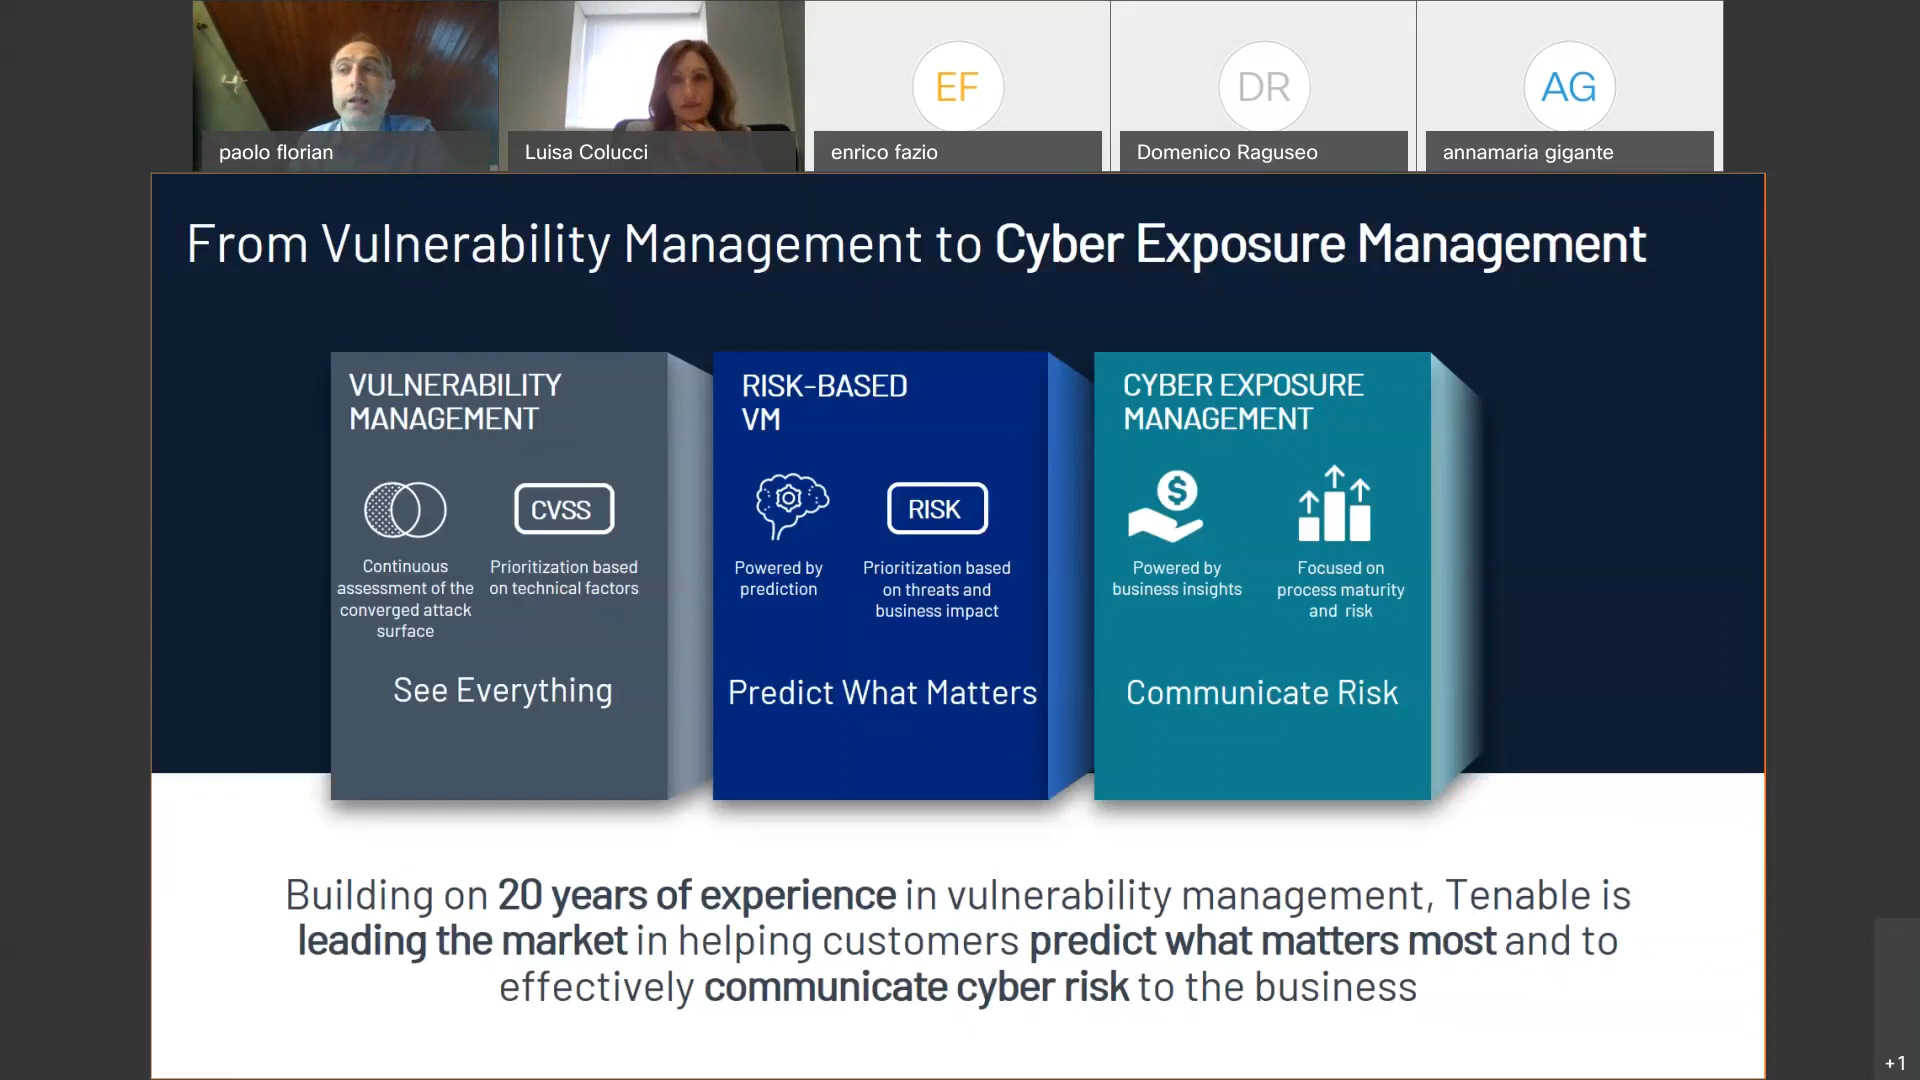 EF
DR
AG
paolo florian
Luisa Colucci
enrico fazio
Domenico Raguseo
annamaria gigante
From Vulnerability Management to Cyber Exposure Management
VULNERABILITY
MANAGEMENT
CVSS
Continuous
assessment of the
converged attack
surface
Prioritization based
on technical factors
See Everything
RISK-BASED
VM
RISK
Powered by
prediction
Prioritization based
on threats and
business impact
Predict What Matters
CYBER EXPOSURE
MANAGEMENT
$
Powered by
business insights
Focused on
process maturity
and risk
Communicate Risk
Building on 20 years of experience in vulnerability management, Tenable is
leading the market in helping customers predict what matters most and to
effectively communicate cyber risk to the business
+1